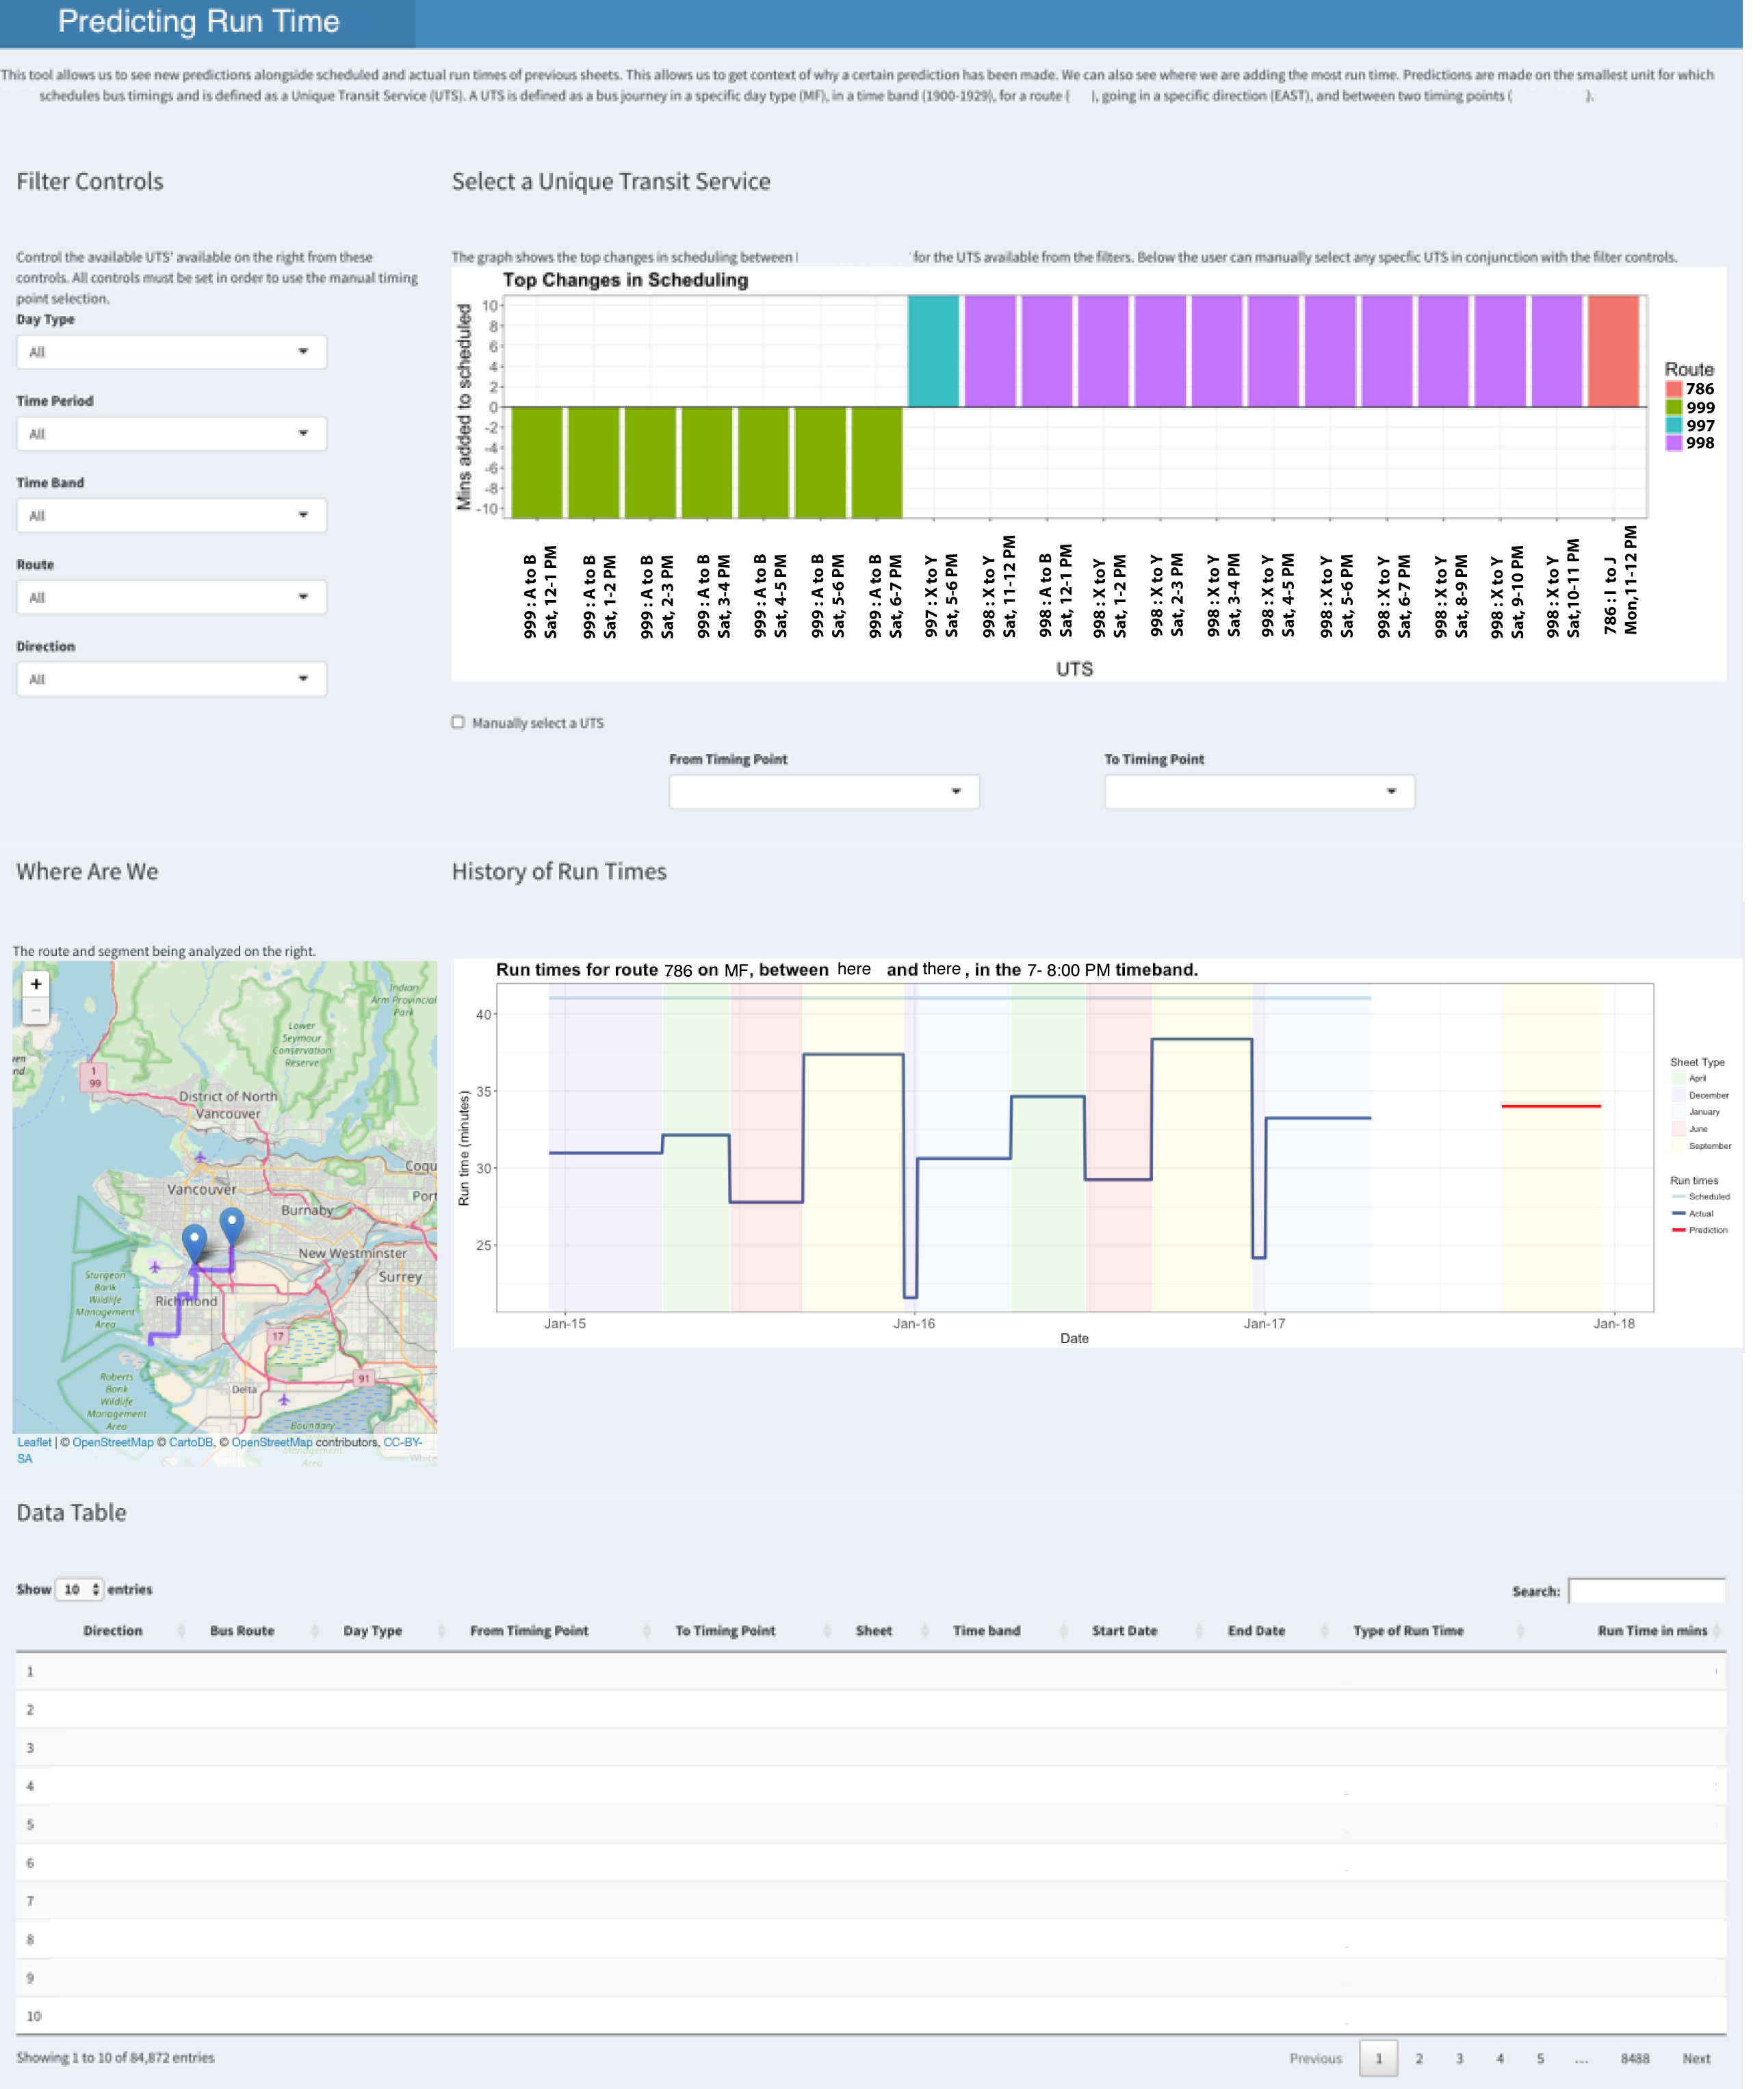 Predicting Run Time
This tool allows us to see new predictions alongside scheduled and actual run times of previous sheets. This allows us to get context of why a certain prediction has been made. We can also see where we are adding the most run time. Predictions are made on the smallest unit for which
schedules bus timings and is defined as a Unique Transit Service (UTS). A UTS is defined as a bus journey in a specific day type (MF), in a time band (1900-1929), for a route ( ), going in a specific direction (EAST), and between two timing points ( ).
Filter Controls
Control the available UTS' available on the right from these
controls. All controls must be set in order to use the manual timing
point selection.
Day Type
All
Time Period
All
Time Band
All
Route
All
Direction
All
Select a Unique Transit Service
The graph shows the top changes in scheduling between for the UTS available from the filters. Below the user can manually select any specfic UTS in conjunction with the filter controls.
Top Changes in Scheduling
Mins added to scheduled
10
8
6
4
2
0
-2
-4
-6
-8
-10
999 : A to B
Sat, 12-1 PM
999 : A to B
Sat, 1-2 PM
999 : A to B
Sat, 2-3 PM
999 : A to B
Sat, 3-4 PM
999 : A to B
Sat, 4-5 PM
999 : A to B
Sat, 5-6 PM
999 : A to B
Sat, 6-7 PM
997 : X to Y
Sat, 5-6 PM
998 : X to Y
Sat, 11-12 PM
998 : A to B
Sat, 12-1 PM
998 : X toY
Sat, 1-2 PM
998 : X to Y
Sat, 2-3 PM
998 : X to Y
Sat, 3-4 PM
998 : X to Y
Sat, 4-5 PM
998 : X to Y
Sat, 5-6 PM
998 : X to Y
Sat, 6-7 PM
998 : X to Y
Sat, 8-9 PM
998 : X to Y
Sat, 9-10 PM
998 : X to Y
Sat,10-11 PM
786 : I to J
Mon,11-12 PM
UTS
Route
786
999
997
998
Manually select a UTS
From Timing Point
To Timing Point
Where Are We
The route and segment being analyzed on the right.
+
−
Indian
Arm Provincial
Park
Lower
Seymour
Conservation
Reserve
1
99
District of North
Vancouver
Coqu
Vancouver
Port
Burnaby
New Westminster
Surrey
Sturgeon
Bank
Wildlife
Management
Area
Richmond
17
91
Roberts
Bank
Wildlife
Management
Area
Delta
Boundary
Leaflet | © OpenStreetMap © CartoDB, © OpenStreetMap contributors, CC-BY-
SA
History of Run Times
Run times for route 786 on MF, between here and there , in the 7- 8:00 PM timeband.
Run time (minutes)
40
35
30
25
Jan-15
Jan-16
Jan-17
Jan-18
Date
Sheet Type
April
December
January
June
September
Run times
Scheduled
Actual
Prediction
Data Table
Show 10 entries
Search:
Direction Bus Route Day Type From Timing Point To Timing Point Sheet Time band Start Date End Date Type of Run Time Run Time in mins
1
2
3
4
5
6
7
8
9
10
Showing 1 to 10 of 84,872 entries
Previous 1 2 3 4 5 ... 8488 Next